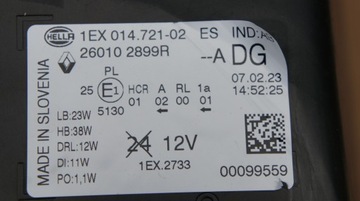 HELLA 1EX 014.721-02 ES IND:A
26010 2899R --A DG
PL 07.02.23
25 E1 HCR A RL 1a 14:52:25
5130 01 02 00 01
MADE IN SLOVENIA
LB:23W
HB:38W
DRL:12W 24 12V
DI:11W 1EX.2733
PO:1,1W 00099559